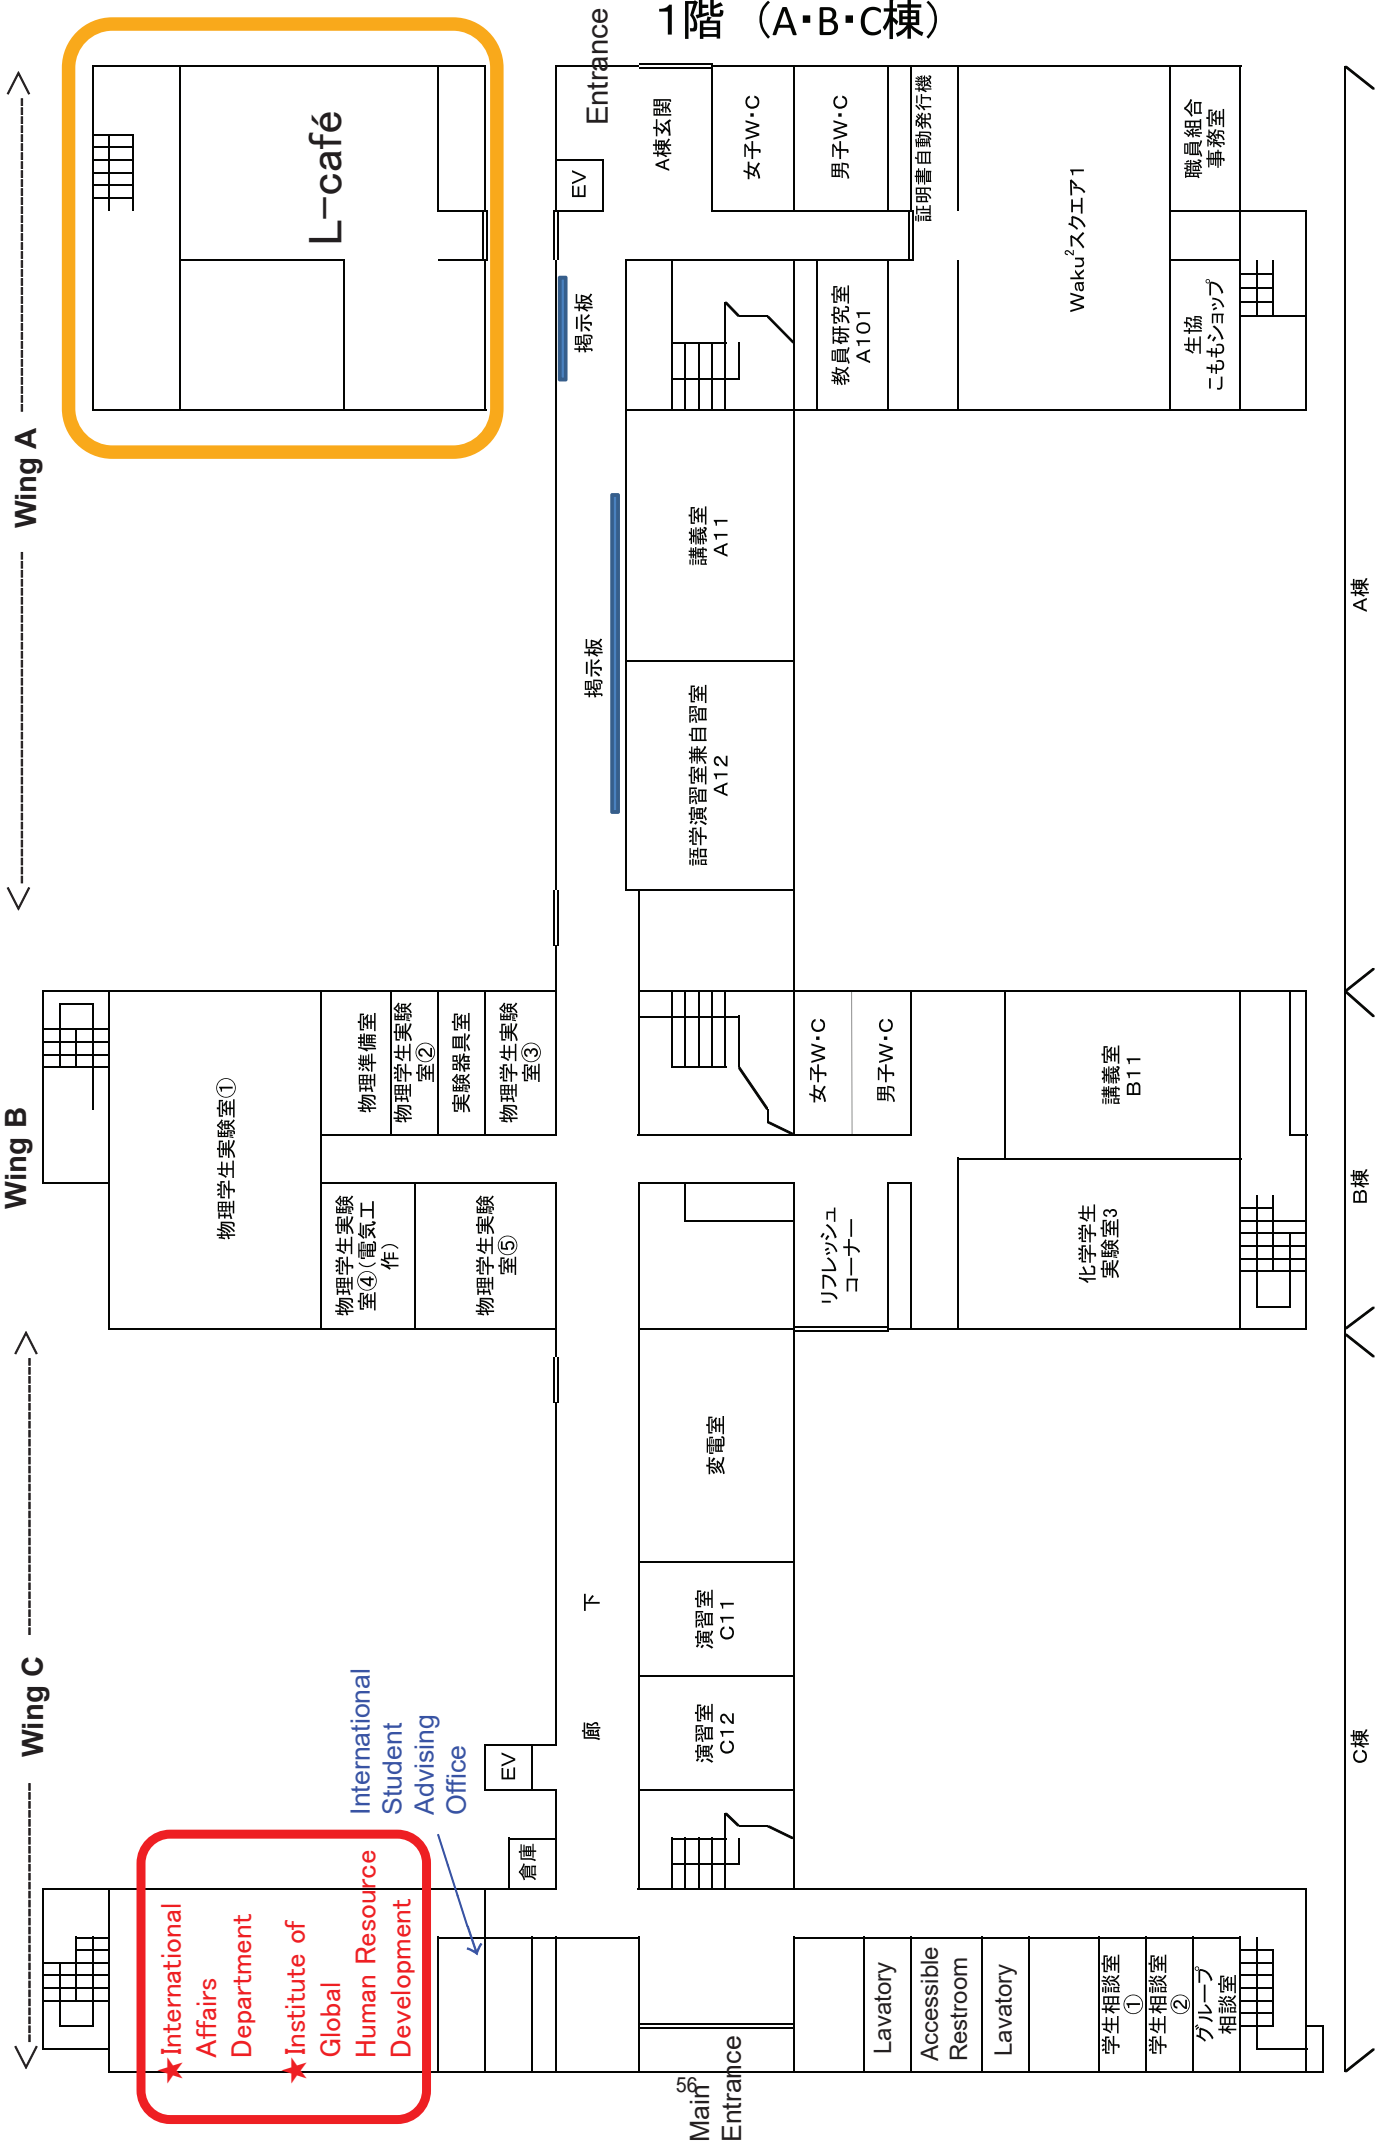 1階 (A・B・C棟)
Wing A
Wing B
Wing C
L-café
Entrance
EV
A棟玄関
女子W・C
男子W・C
証明書自動発行機
Waku²スクエア1
職員組合
事務室
掲示板
教員研究室
A101
生協
こももショップ
講義室
A11
掲示板
語学演習室兼自習室
A12
A棟
物理学生実験室①
物理準備室
物理学生実験
室②
実験器具室
物理学生実験
室③
物理学生実験
室④(電気工
作)
物理学生実験
室⑤
女子W・C
男子W・C
講義室
B11
リフレッシュ
コーナー
化学学生
実験室3
B棟
変電室
演習室
C11
演習室
C12
廊
下
EV
倉庫
International
Student
Advising
Office
★International
Affairs
Department
★Institute of
Global
Human Resource
Development
Main
Entrance
Lavatory
Accessible
Restroom
Lavatory
学生相談室
①
学生相談室
②
グループ
相談室
C棟
56